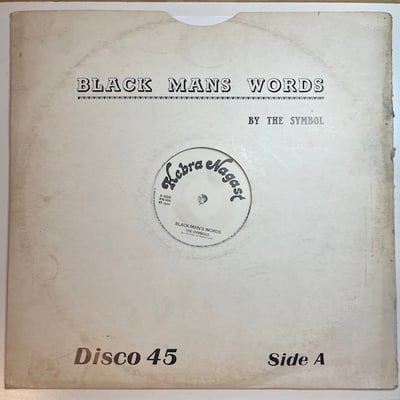 BLACK MANS WORDS
BY THE SYMBOL
Kebra Nagast
BLACK MAN'S WORDS
THE SYMBOLS
Disco 45
Side A